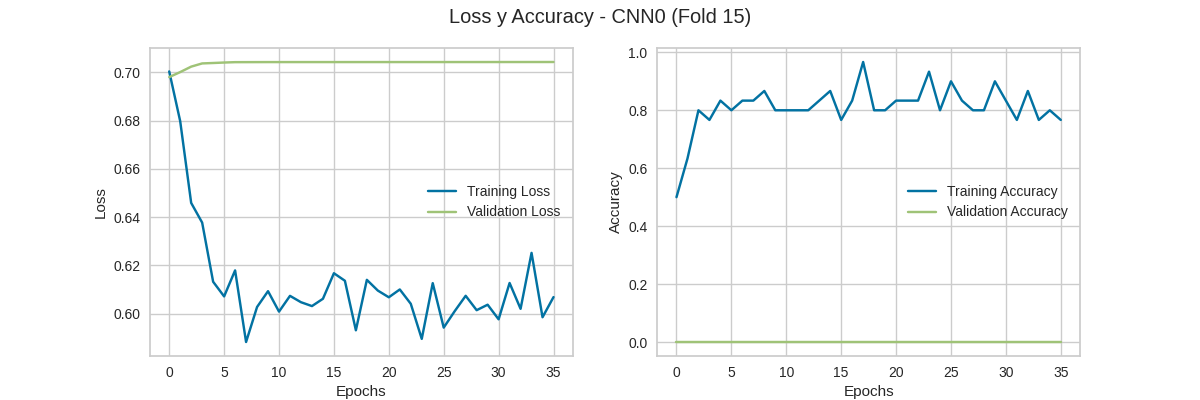 Loss y Accuracy - CNN0 (Fold 15)
Loss
0.70
0.68
0.66
0.64
0.62
0.60
Training Loss
Validation Loss
0 5 10 15 20 25 30 35
Epochs
Accuracy
1.0
0.8
0.6
0.4
0.2
0.0
Training Accuracy
Validation Accuracy
0 5 10 15 20 25 30 35
Epochs